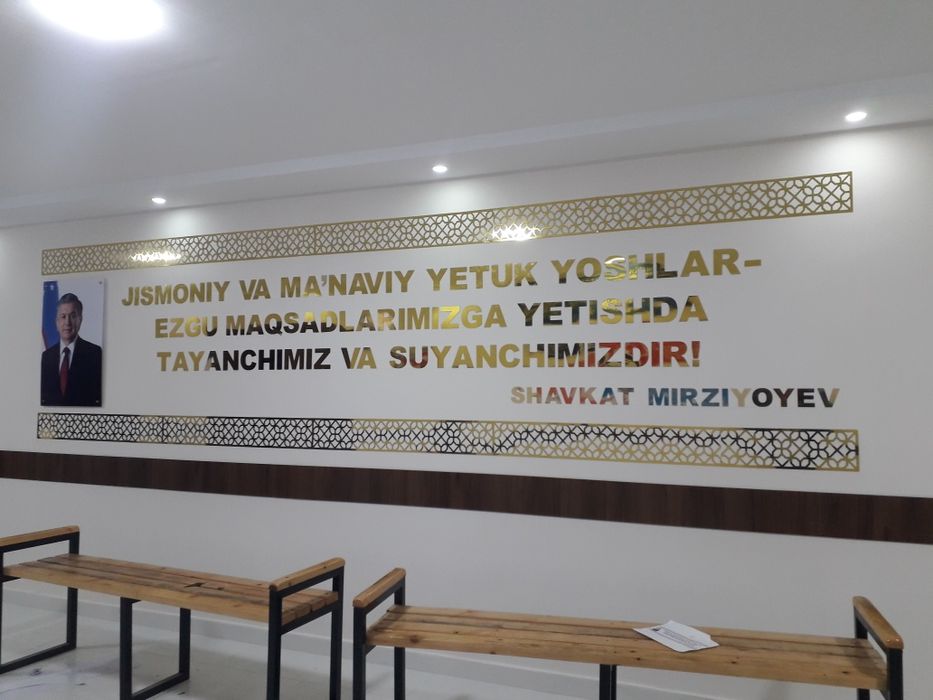 JISMONIY VA MA'NAVIY YETUK YOSHLAR-
EZGU MAQSADLARIMIZGA YETISHDA
TAYANCHIMIZ VA SUYANCHIMIZDIR!
SHAVKAT MIRZIYOYEV